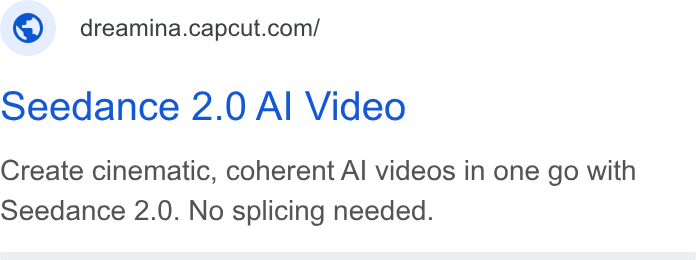 dreamina.capcut.com/
Seedance 2.0 AI Video
Create cinematic, coherent AI videos in one go with
Seedance 2.0. No splicing needed.